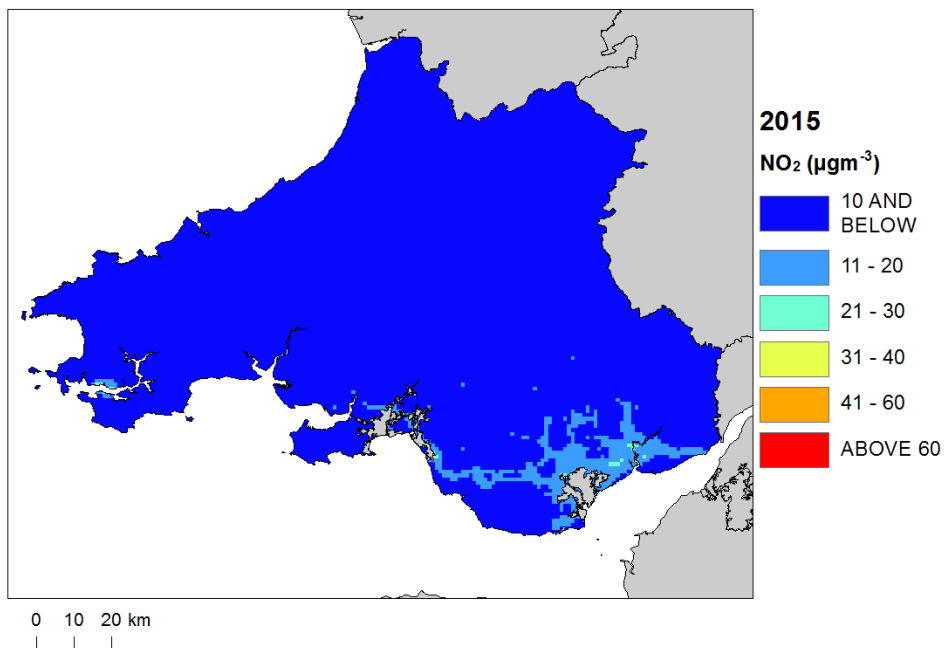 2015
NO₂ (µgm⁻³)
10 AND
BELOW
11 - 20
21 - 30
31 - 40
41 - 60
ABOVE 60
0 10 20 km